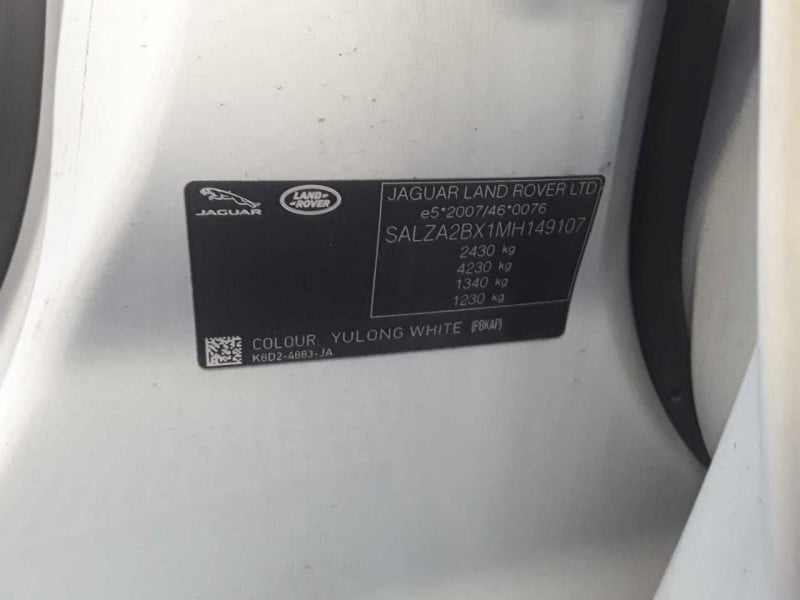 JAGUAR
LAND ROVER
JAGUAR LAND ROVER LTD
e5*2007/46*0076
SALZA2BX1MH149107
2430 kg
4230 kg
1340 kg
1230 kg
COLOUR: YULONG WHITE (PBKAP)
K8D2-4883-JA